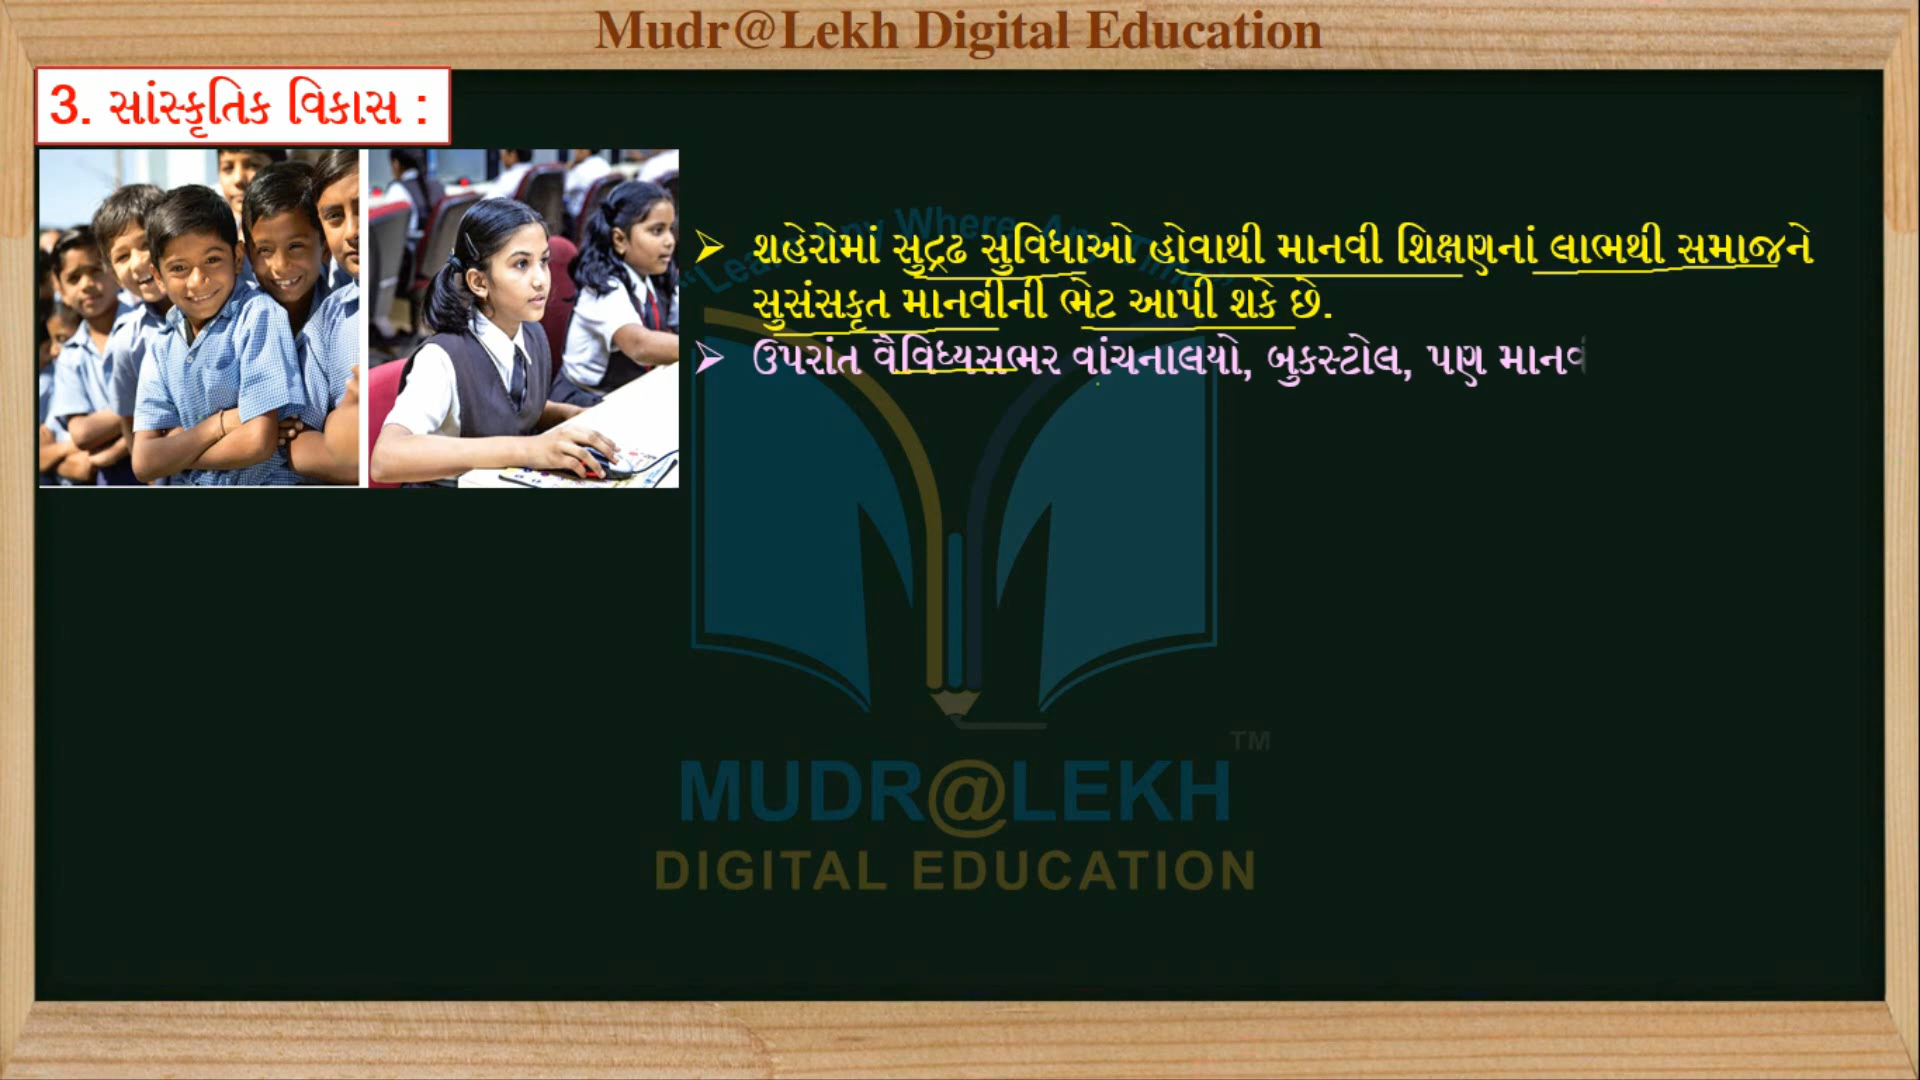 Mudr@Lekh Digital Education
3. સાંસ્કૃતિક વિકાસ :
શહેરોમાં સુદ્રઢ સુવિધાઓ હોવાથી માનવી શિક્ષણનાં લાભથી સમાજને
સુસંસકૃત માનવીની ભેટ આપી શકે છે.
ઉપરાંત વૈવિધ્યસભર વાંચનાલયો, બુકસ્ટોલ, પણ
MUDR@LEKH
TM
DIGITAL EDUCATION